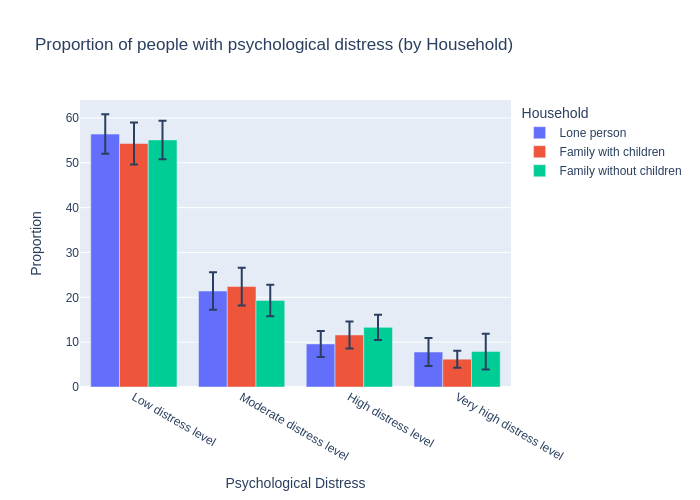 Proportion of people with psychological distress (by Household)
Household
Lone person
Family with children
Family without children
Proportion
60
50
40
30
20
10
0
Low distress level
Moderate distress level
High distress level
Very high distress level
Psychological Distress